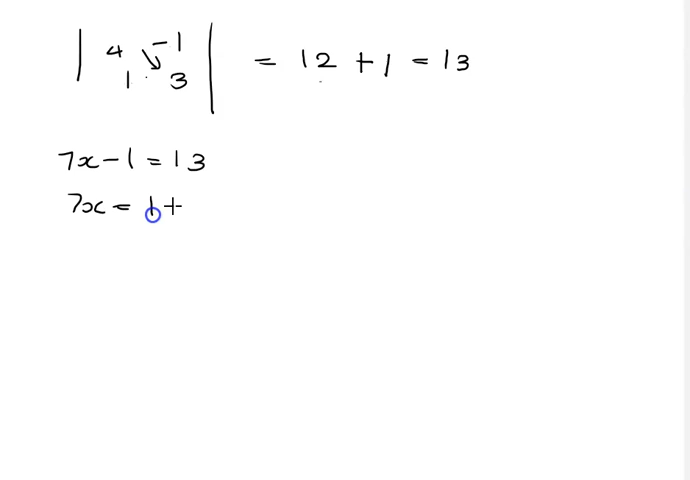 | 4 -1 | = 12 + 1 = 13
1 3
7x - 1 = 13
7x = 1+